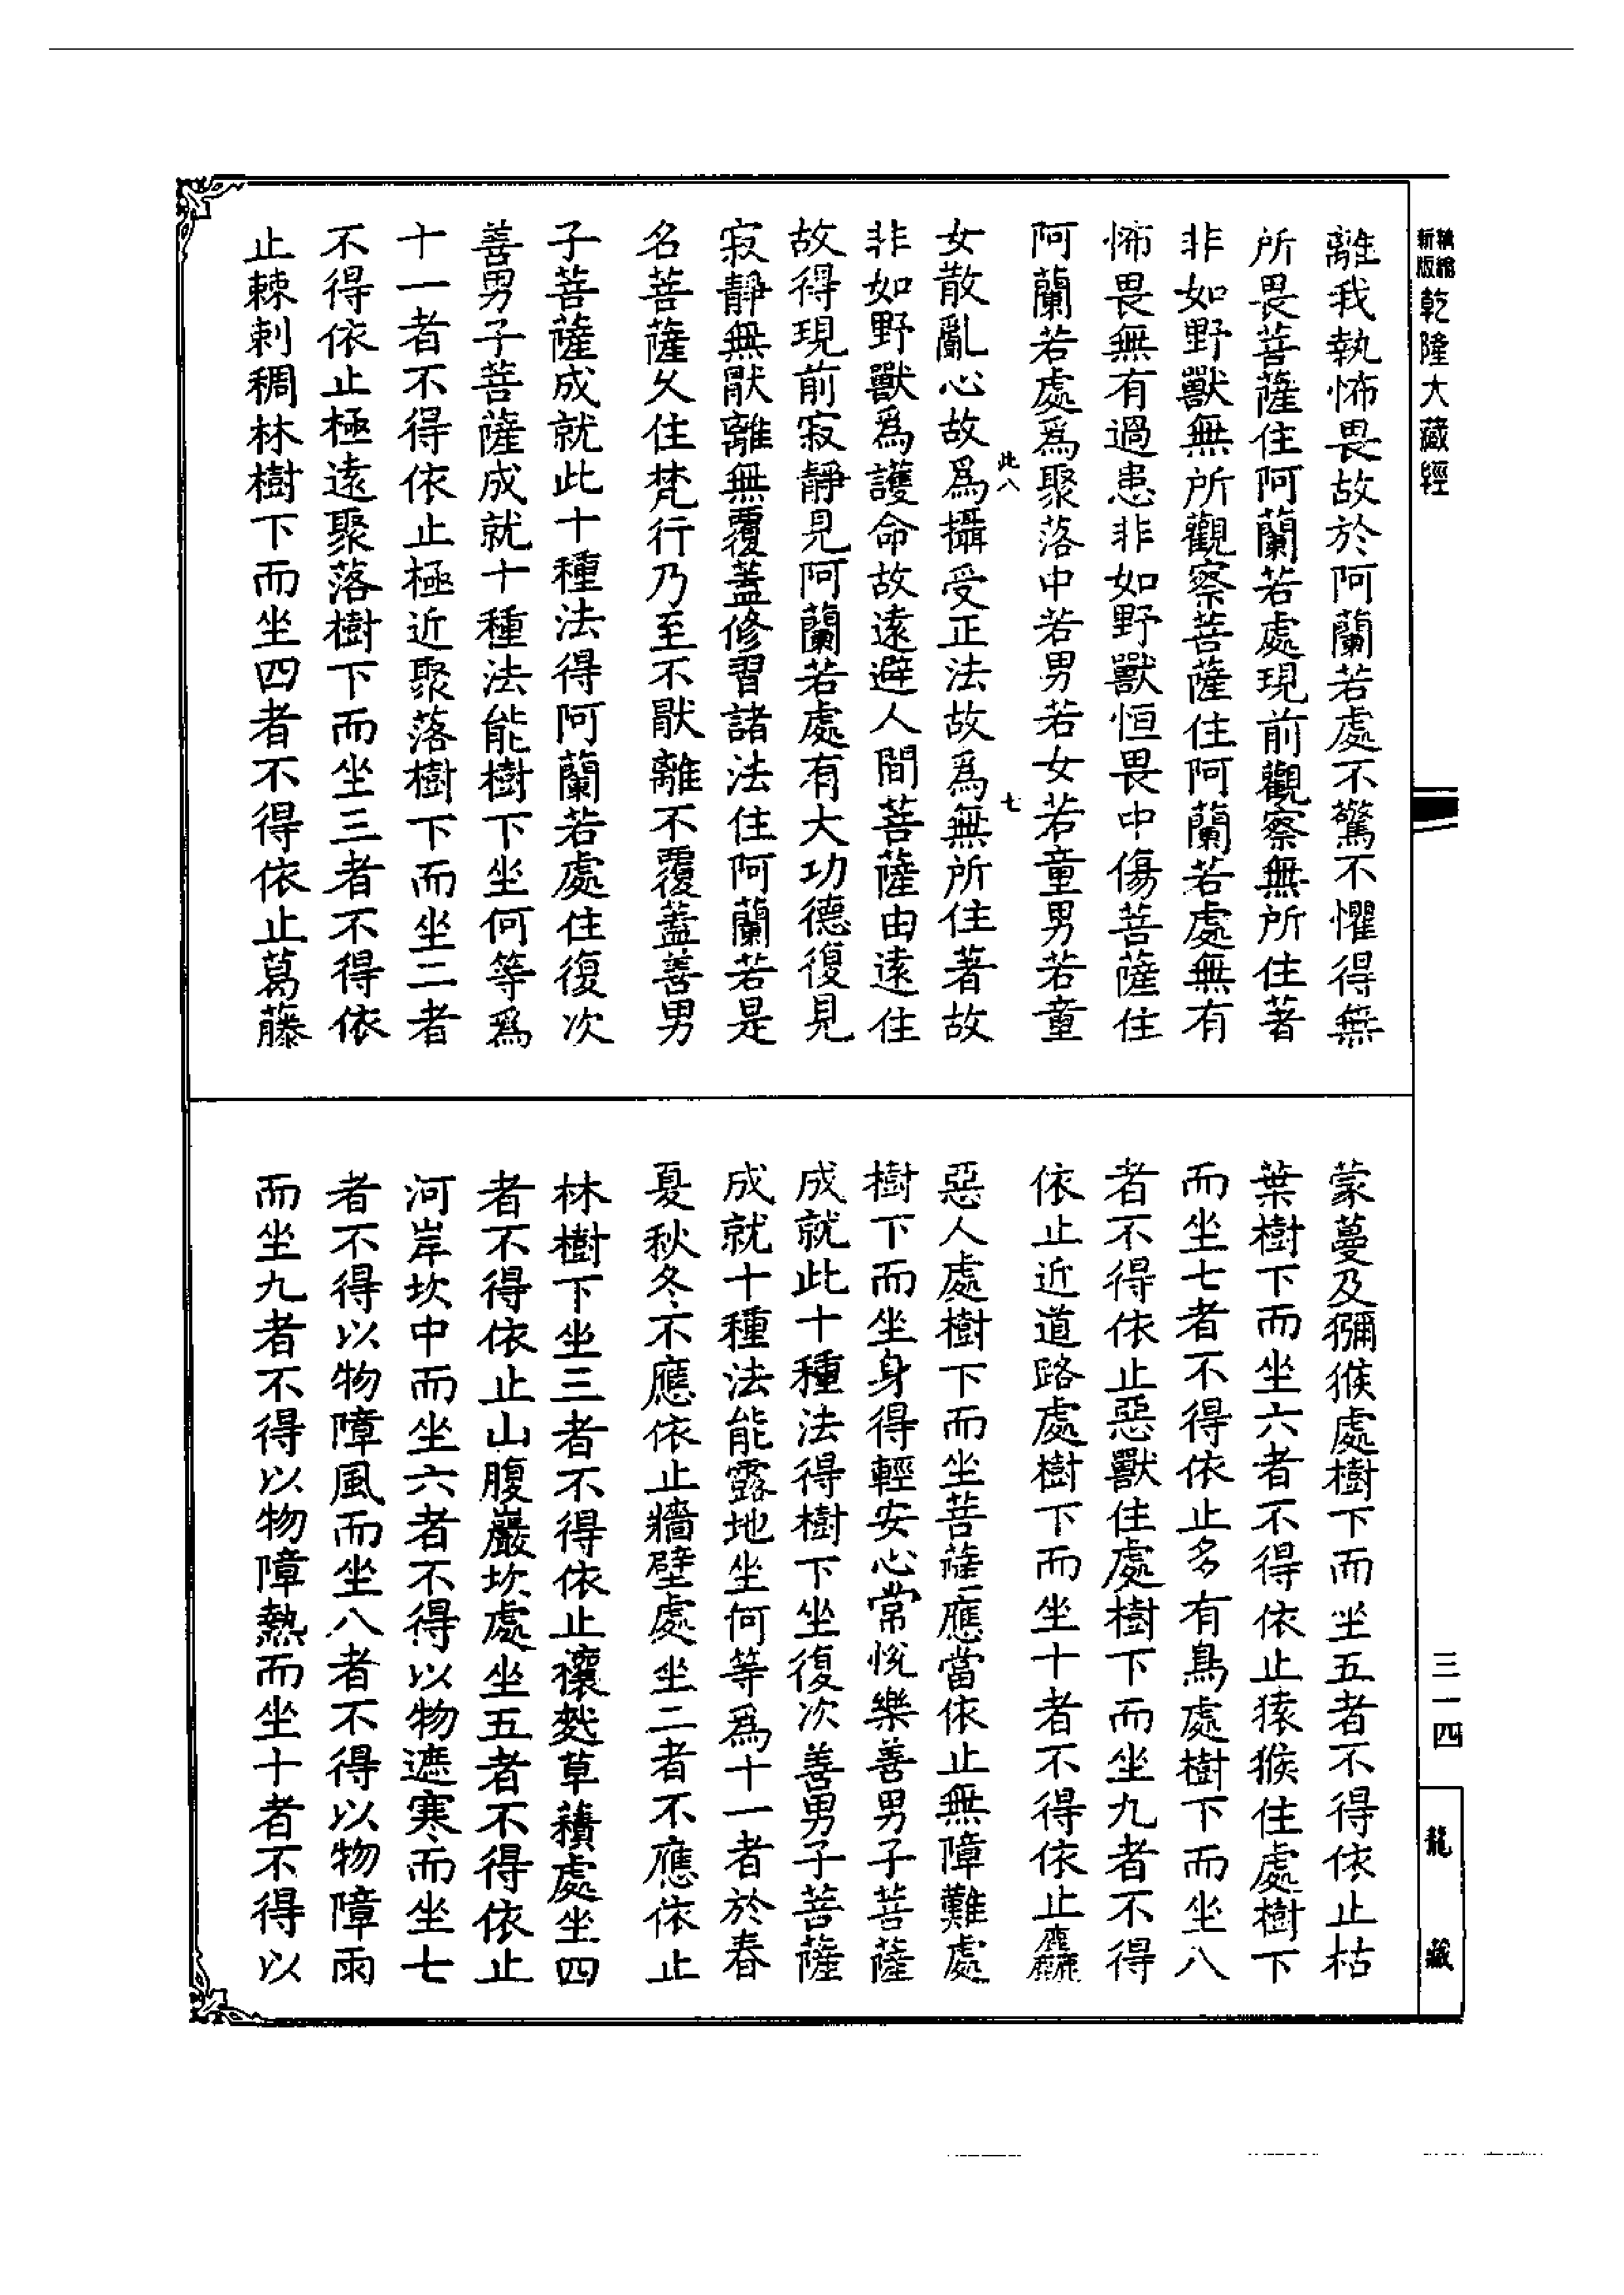 新版精縮乾隆大藏經
離我執怖畏故於阿蘭若處不驚不懼得無
所畏菩薩住阿蘭若處現前觀察無所住著
非如野獸無所觀察菩薩住阿蘭若處無有
怖畏無有過患非如野獸恒畏中傷菩薩住
阿蘭若處爲聚落中若男若女若童男若童
此八
七
女散亂心故爲攝受正法故爲無所住著故
非如野獸爲護命故遠避人間菩薩由遠住
故得現前寂靜見阿蘭若處有大功德復見
寂靜無猒離無覆蓋修習諸法住阿蘭若是
名菩薩久住梵行乃至不猒離不覆蓋善男
子菩薩成就此十種法得阿蘭若處住復次
善男子菩薩成就十種法能樹下坐何等爲
十一者不得依止極近聚落樹下而坐二者
不得依止極遠聚落樹下而坐三者不得依
止棘刺稠林樹下而坐四者不得依止葛藤
蒙蔓及獼猴處樹下而坐五者不得依止枯
葉樹下而坐六者不得依止猿猴住處樹下
而坐七者不得依止多有鳥處樹下而坐八
者不得依止惡獸住處樹下而坐九者不得
依止近道路處樹下而坐十者不得依止麤
惡人處樹下而坐菩薩應當依止無障難處
樹下而坐身得輕安心常悅樂善男子菩薩
成就此十種法得樹下坐復次善男子菩薩
成就十種法能露地坐何等爲十一者於春
夏秋冬不應依止牆壁處坐二者不應依止
林樹下坐三者不得依止草積處坐四
者不得依止山腹巖坎處坐五者不得依止
河岸坎中而坐六者不得以物遮寒而坐七
者不得以物障風而坐八者不得以物障雨
而坐九者不得以物障熱而坐十者不得以
三一四
龍藏